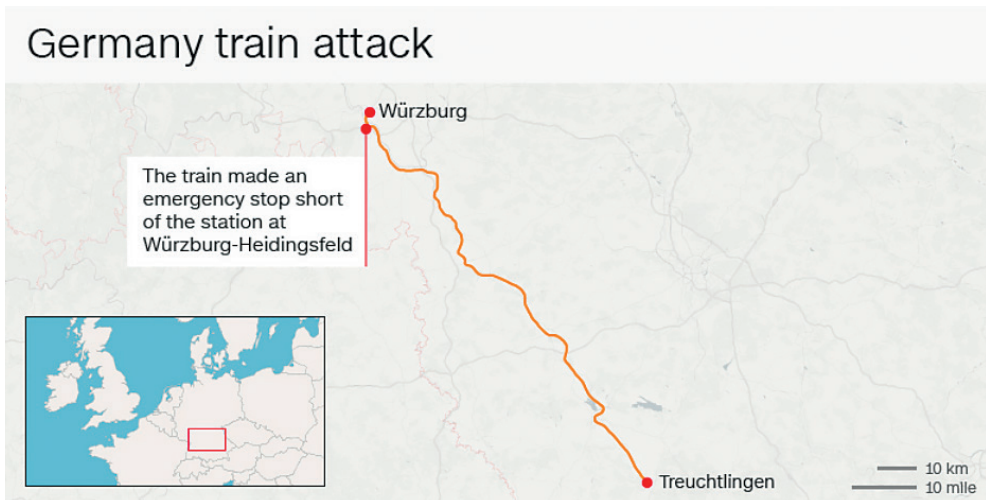 Germany train attack
Würzburg
The train made an
emergency stop short
of the station at
Würzburg-Heidingsfeld
Treuchtlingen
10 km
10 mile